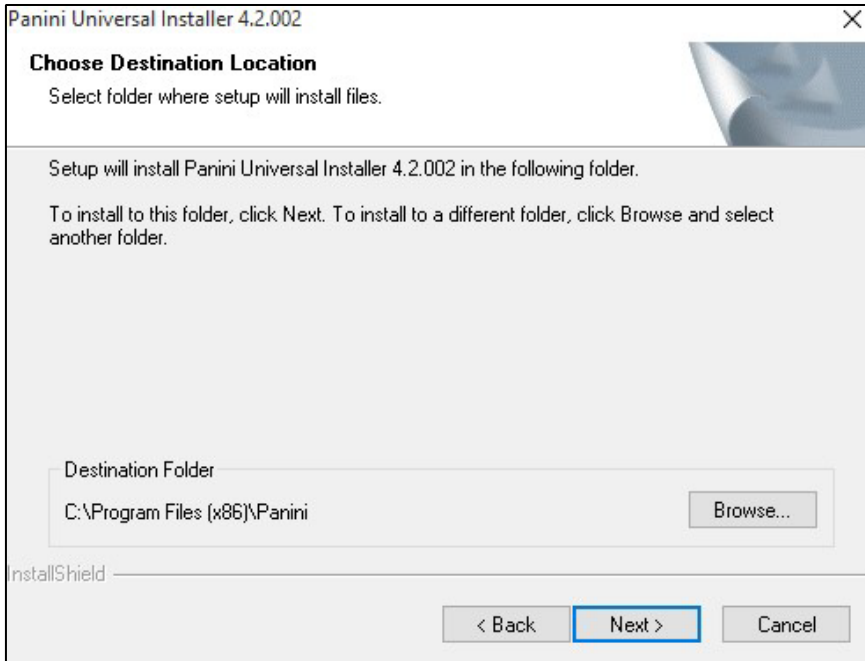 Panini Universal Installer 4.2.002
Choose Destination Location
Select folder where setup will install files.
Setup will install Panini Universal Installer 4.2.002 in the following folder.
To install to this folder, click Next. To install to a different folder, click Browse and select
another folder.
Destination Folder
C:\Program Files (x86)\Panini
Browse...
InstallShield
< Back
Next >
Cancel